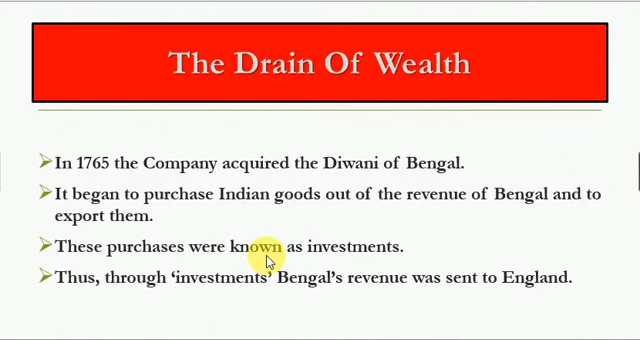 The Drain Of Wealth
In 1765 the Company acquired the Diwani of Bengal.
It began to purchase Indian goods out of the revenue of Bengal and to
export them.
These purchases were known as investments.
Thus, through ‘investments’ Bengal’s revenue was sent to England.